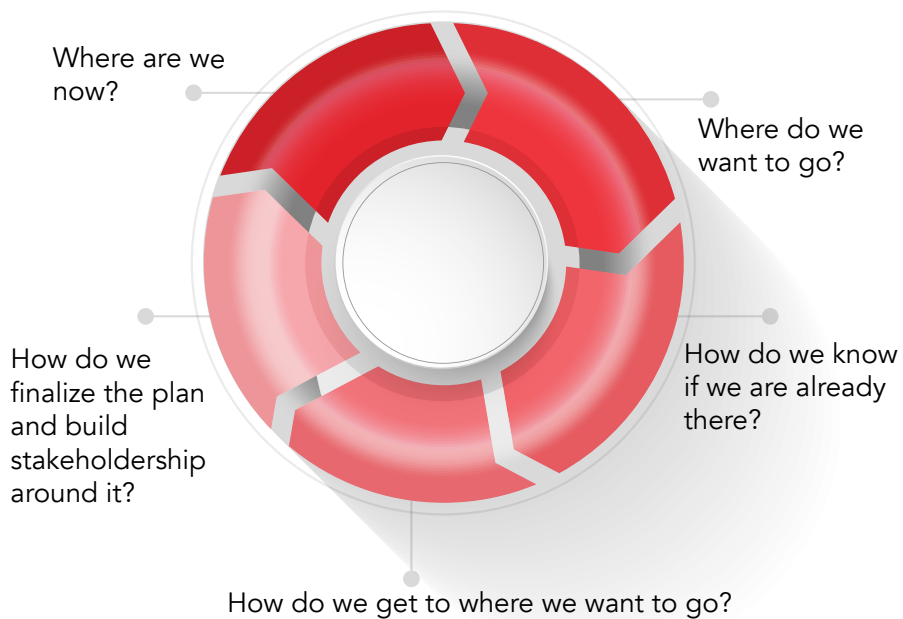 Where are we
now?
Where do we
want to go?
How do we know
if we are already
there?
How do we get to where we want to go?
How do we
finalize the plan
and build
stakeholdership
around it?